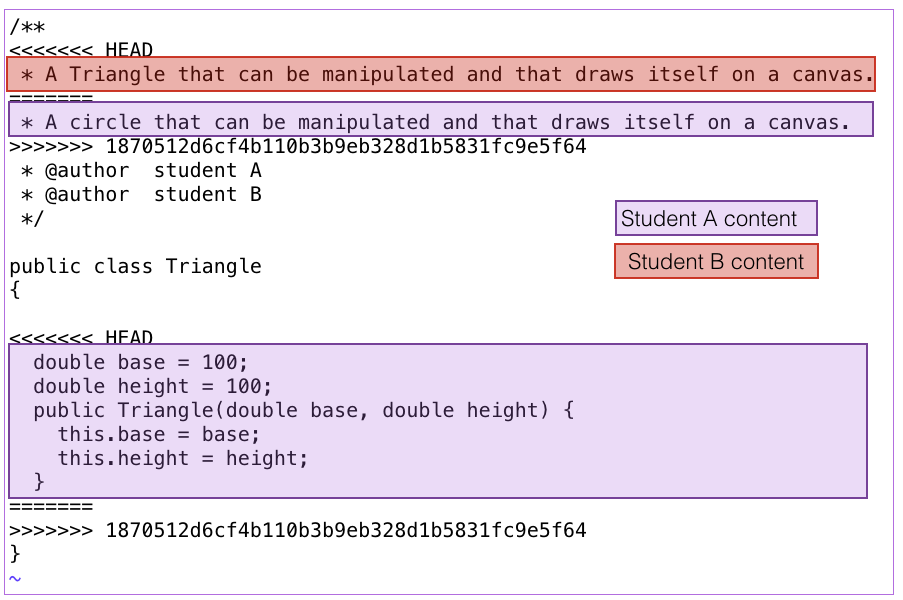 /**
<<<<<<< HEAD
 * A Triangle that can be manipulated and that draws itself on a canvas.
=======
 * A circle that can be manipulated and that draws itself on a canvas.
>>>>>>> 1870512d6cf4b110b3b9eb328d1b5831fc9e5f64
 * @author  student A
 * @author  student B
 */
Student A content
Student B content
public class Triangle
{
<<<<<<< HEAD
  double base = 100;
  double height = 100;
  public Triangle(double base, double height) {
    this.base = base;
    this.height = height;
  }
=======
>>>>>>> 1870512d6cf4b110b3b9eb328d1b5831fc9e5f64
}
~